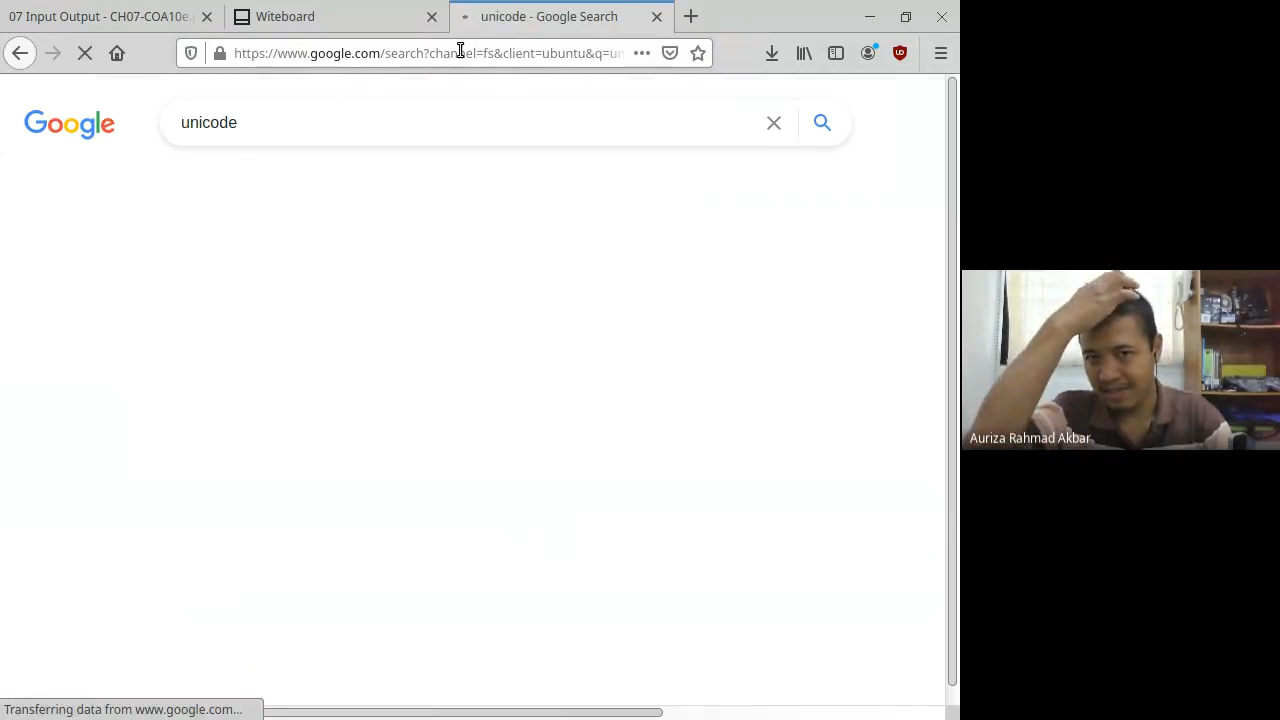 07 Input Output - CH07-COA10e.
Witeboard
unicode - Google Search
https://www.google.com/search?channel=fs&client=ubuntu&q=un
Google
unicode
Auriza Rahmad Akbar
Transferring data from www.google.com...